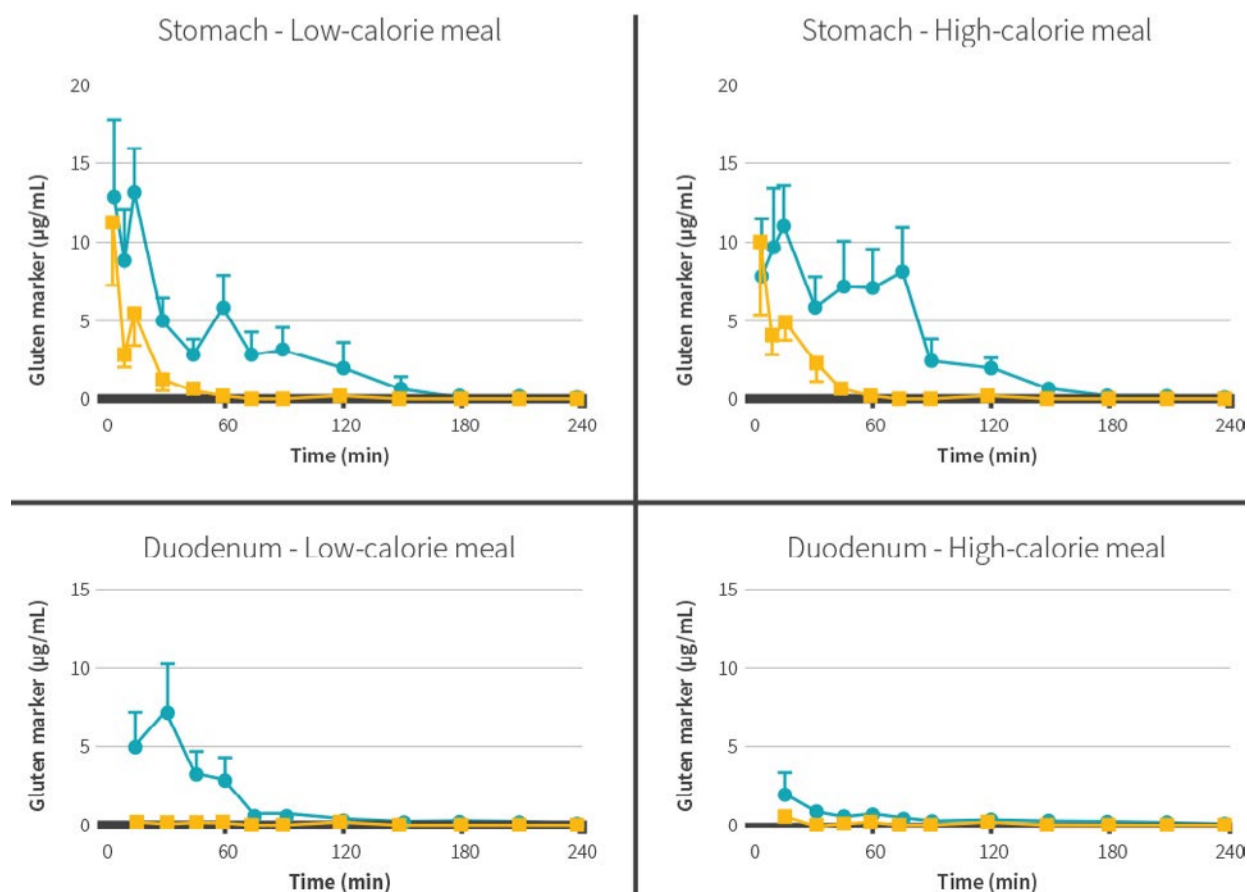 Stomach - Low-calorie meal
20
15
10
5
0
Gluten marker (µg/mL)
0 60 120 180 240
Time (min)
Stomach - High-calorie meal
20
15
10
5
0
Gluten marker (µg/mL)
0 60 120 180 240
Time (min)
Duodenum - Low-calorie meal
15
10
5
0
Gluten marker (µg/mL)
0 60 120 180 240
Time (min)
Duodenum - High-calorie meal
15
10
5
0
Gluten marker (µg/mL)
0 60 120 180 240
Time (min)